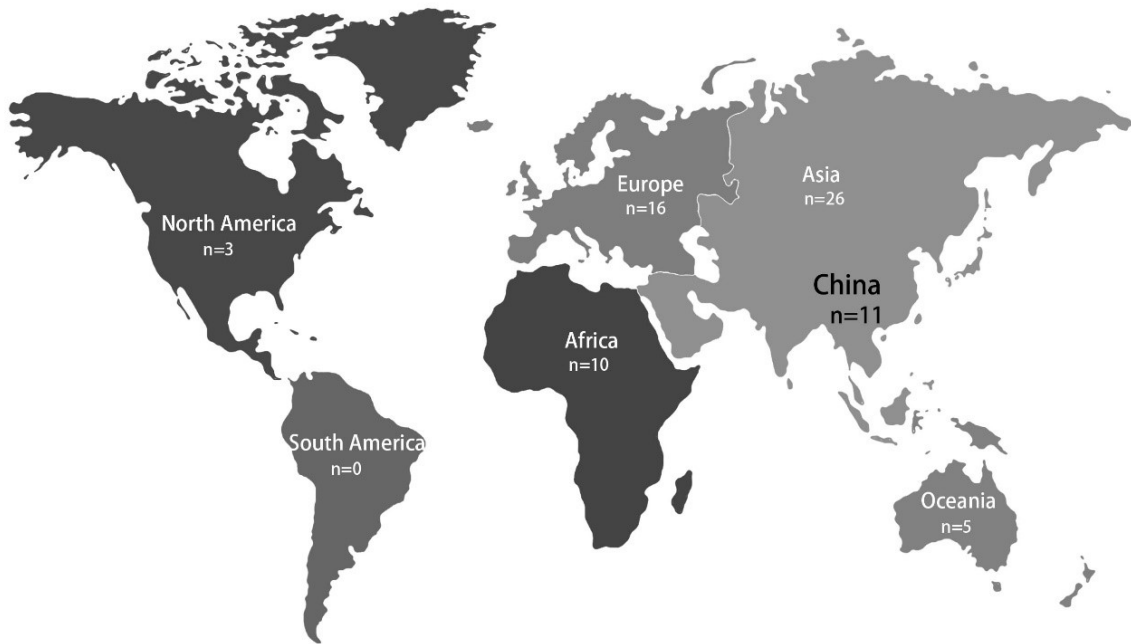 North America
n=3
South America
n=0
Europe
n=16
Africa
n=10
Asia
n=26
China
n=11
Oceania
n=5